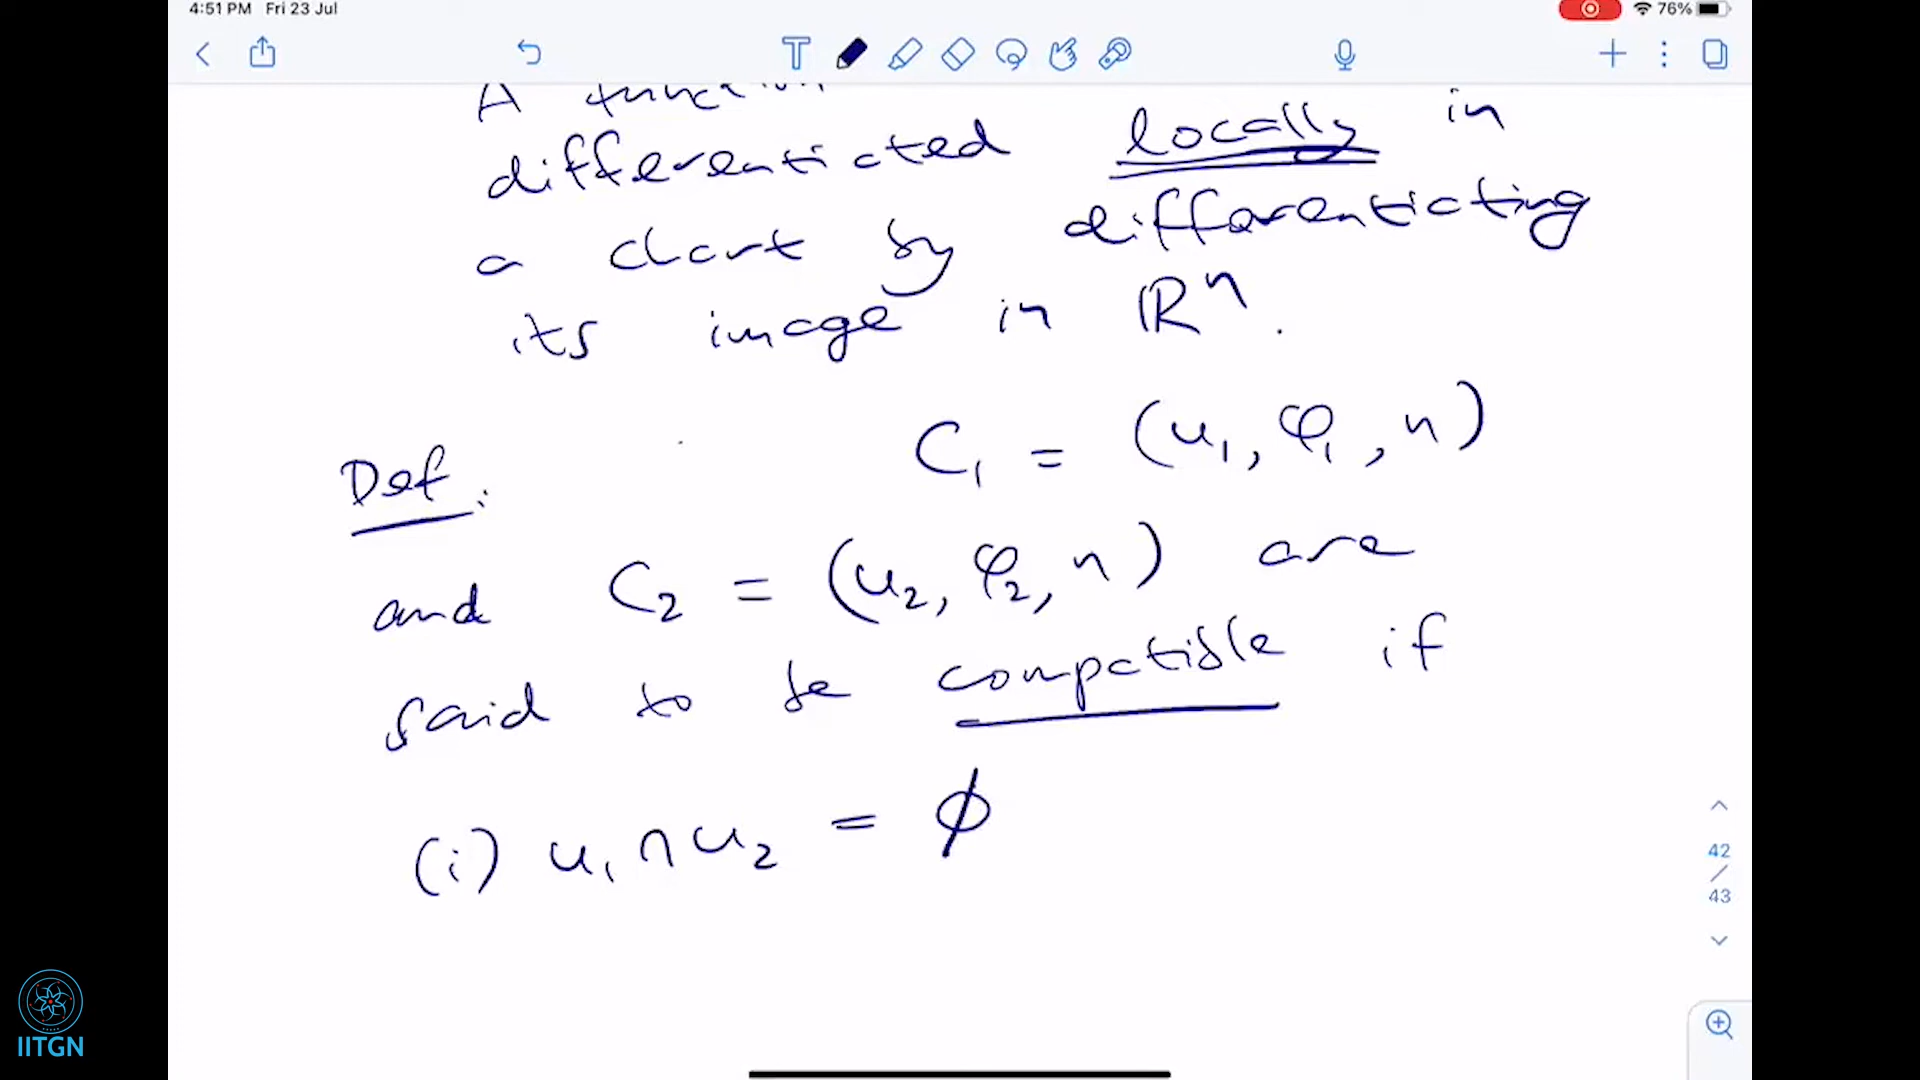 4:51 PM Fri 23 Jul
76%
A function
differentiated locally in
a chart by differentiating
its image in ℝⁿ.
Def: C₁ = (u₁, φ₁, n)
and C₂ = (u₂, φ₂, n) are
said to be compatible if
(i) u₁ ∩ u₂ = ϕ
42
/
43
IITGN